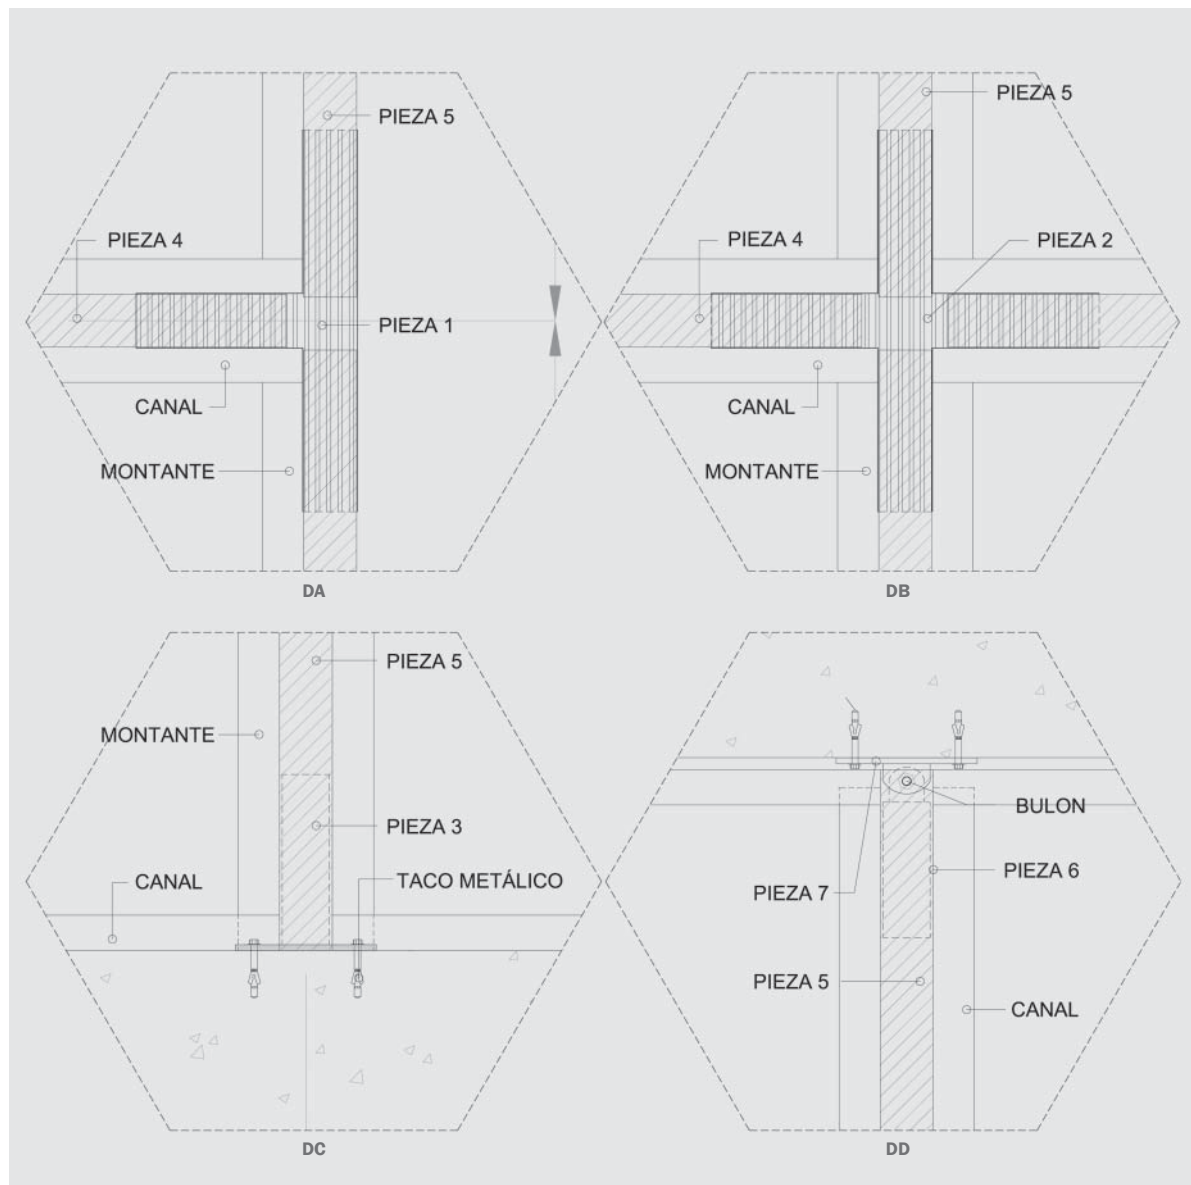 PIEZA 5
PIEZA 4
PIEZA 1
CANAL
MONTANTE
DA
PIEZA 5
PIEZA 4
PIEZA 2
CANAL
MONTANTE
DB
PIEZA 5
MONTANTE
PIEZA 3
CANAL
TACO METÁLICO
DC
BULON
PIEZA 6
PIEZA 7
PIEZA 5
CANAL
DD